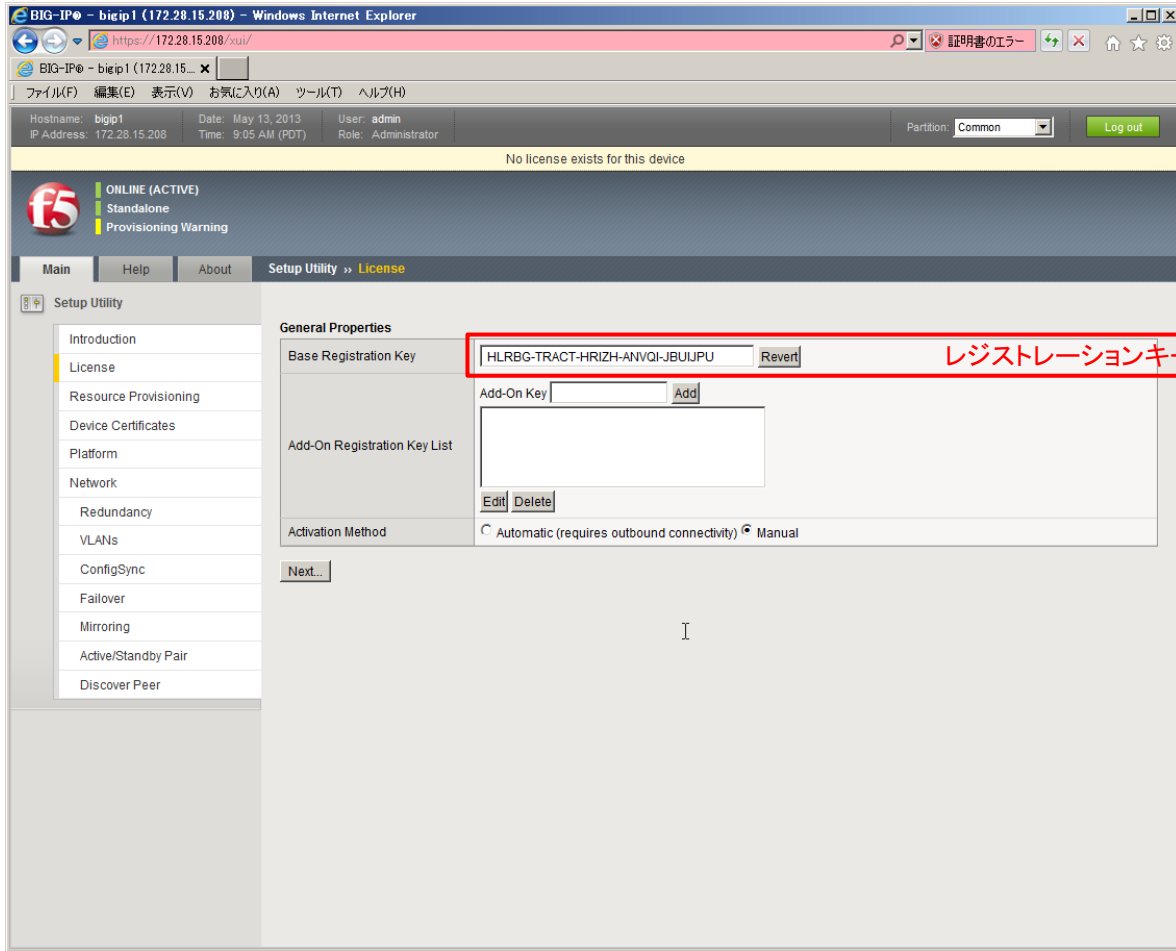 BIG-IP® - bigip1 (172.28.15.208) - Windows Internet Explorer
https://172.28.15.208/xui/
証明書のエラー
BIG-IP® - bigip1 (172.28.15...
ファイル(F) 編集(E) 表示(V) お気に入り(A) ツール(T) ヘルプ(H)
Hostname: bigip1 Date: May 13, 2013 User: admin
IP Address: 172.28.15.208 Time: 9:05 AM (PDT) Role: Administrator
Partition: Common Log out
No license exists for this device
f5
ONLINE (ACTIVE)
Standalone
Provisioning Warning
Main Help About Setup Utility ›› License
Setup Utility
Introduction
License
Resource Provisioning
Device Certificates
Platform
Network
Redundancy
VLANs
ConfigSync
Failover
Mirroring
Active/Standby Pair
Discover Peer
General Properties
Base Registration Key HLRBG-TRACT-HRIZH-ANVQI-JBUIJPU Revert レジストレーションキー
Add-On Key Add
Add-On Registration Key List
Edit Delete
Activation Method Automatic (requires outbound connectivity) Manual
Next...